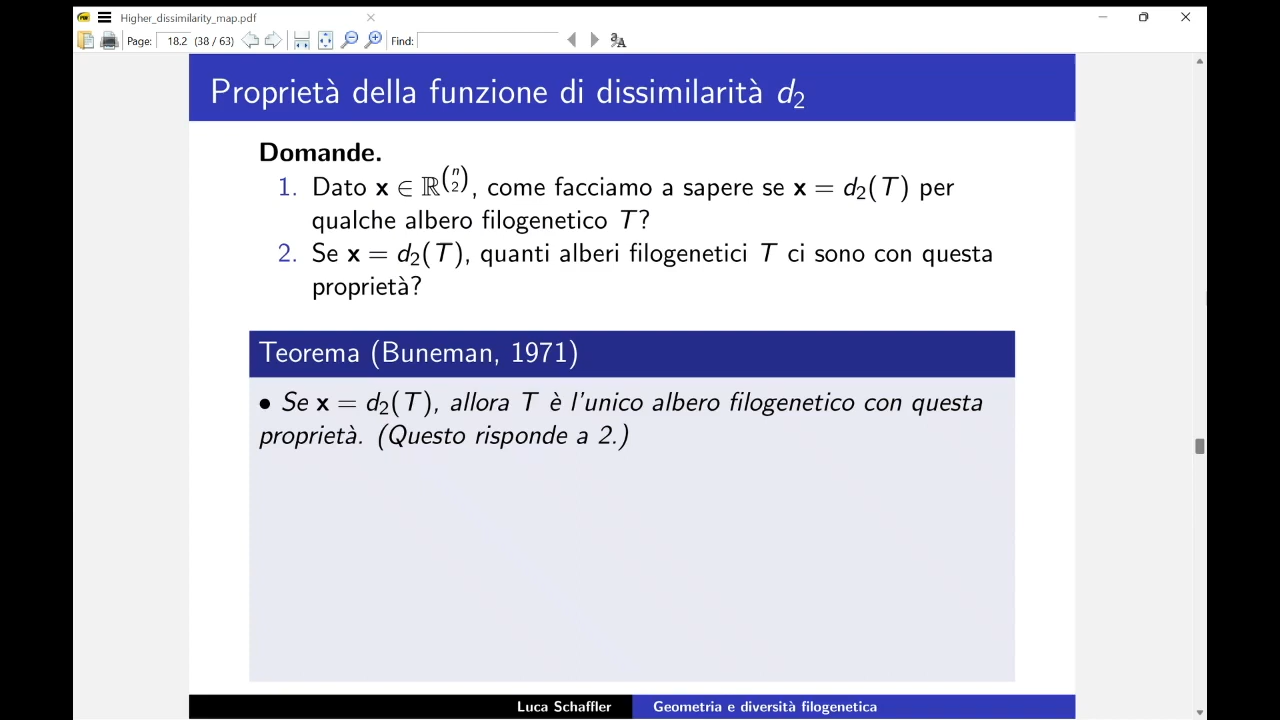 Higher_dissimilarity_map.pdf
Page: 18.2 (38 / 63) Find:
Proprietà della funzione di dissimilarità d₂
Domande.
1. Dato x ∈ ℝ^(n 2), come facciamo a sapere se x = d₂(T) per
qualche albero filogenetico T?
2. Se x = d₂(T), quanti alberi filogenetici T ci sono con questa
proprietà?
Teorema (Buneman, 1971)
• Se x = d₂(T), allora T è l'unico albero filogenetico con questa
proprietà. (Questo risponde a 2.)
Luca Schaffler Geometria e diversità filogenetica